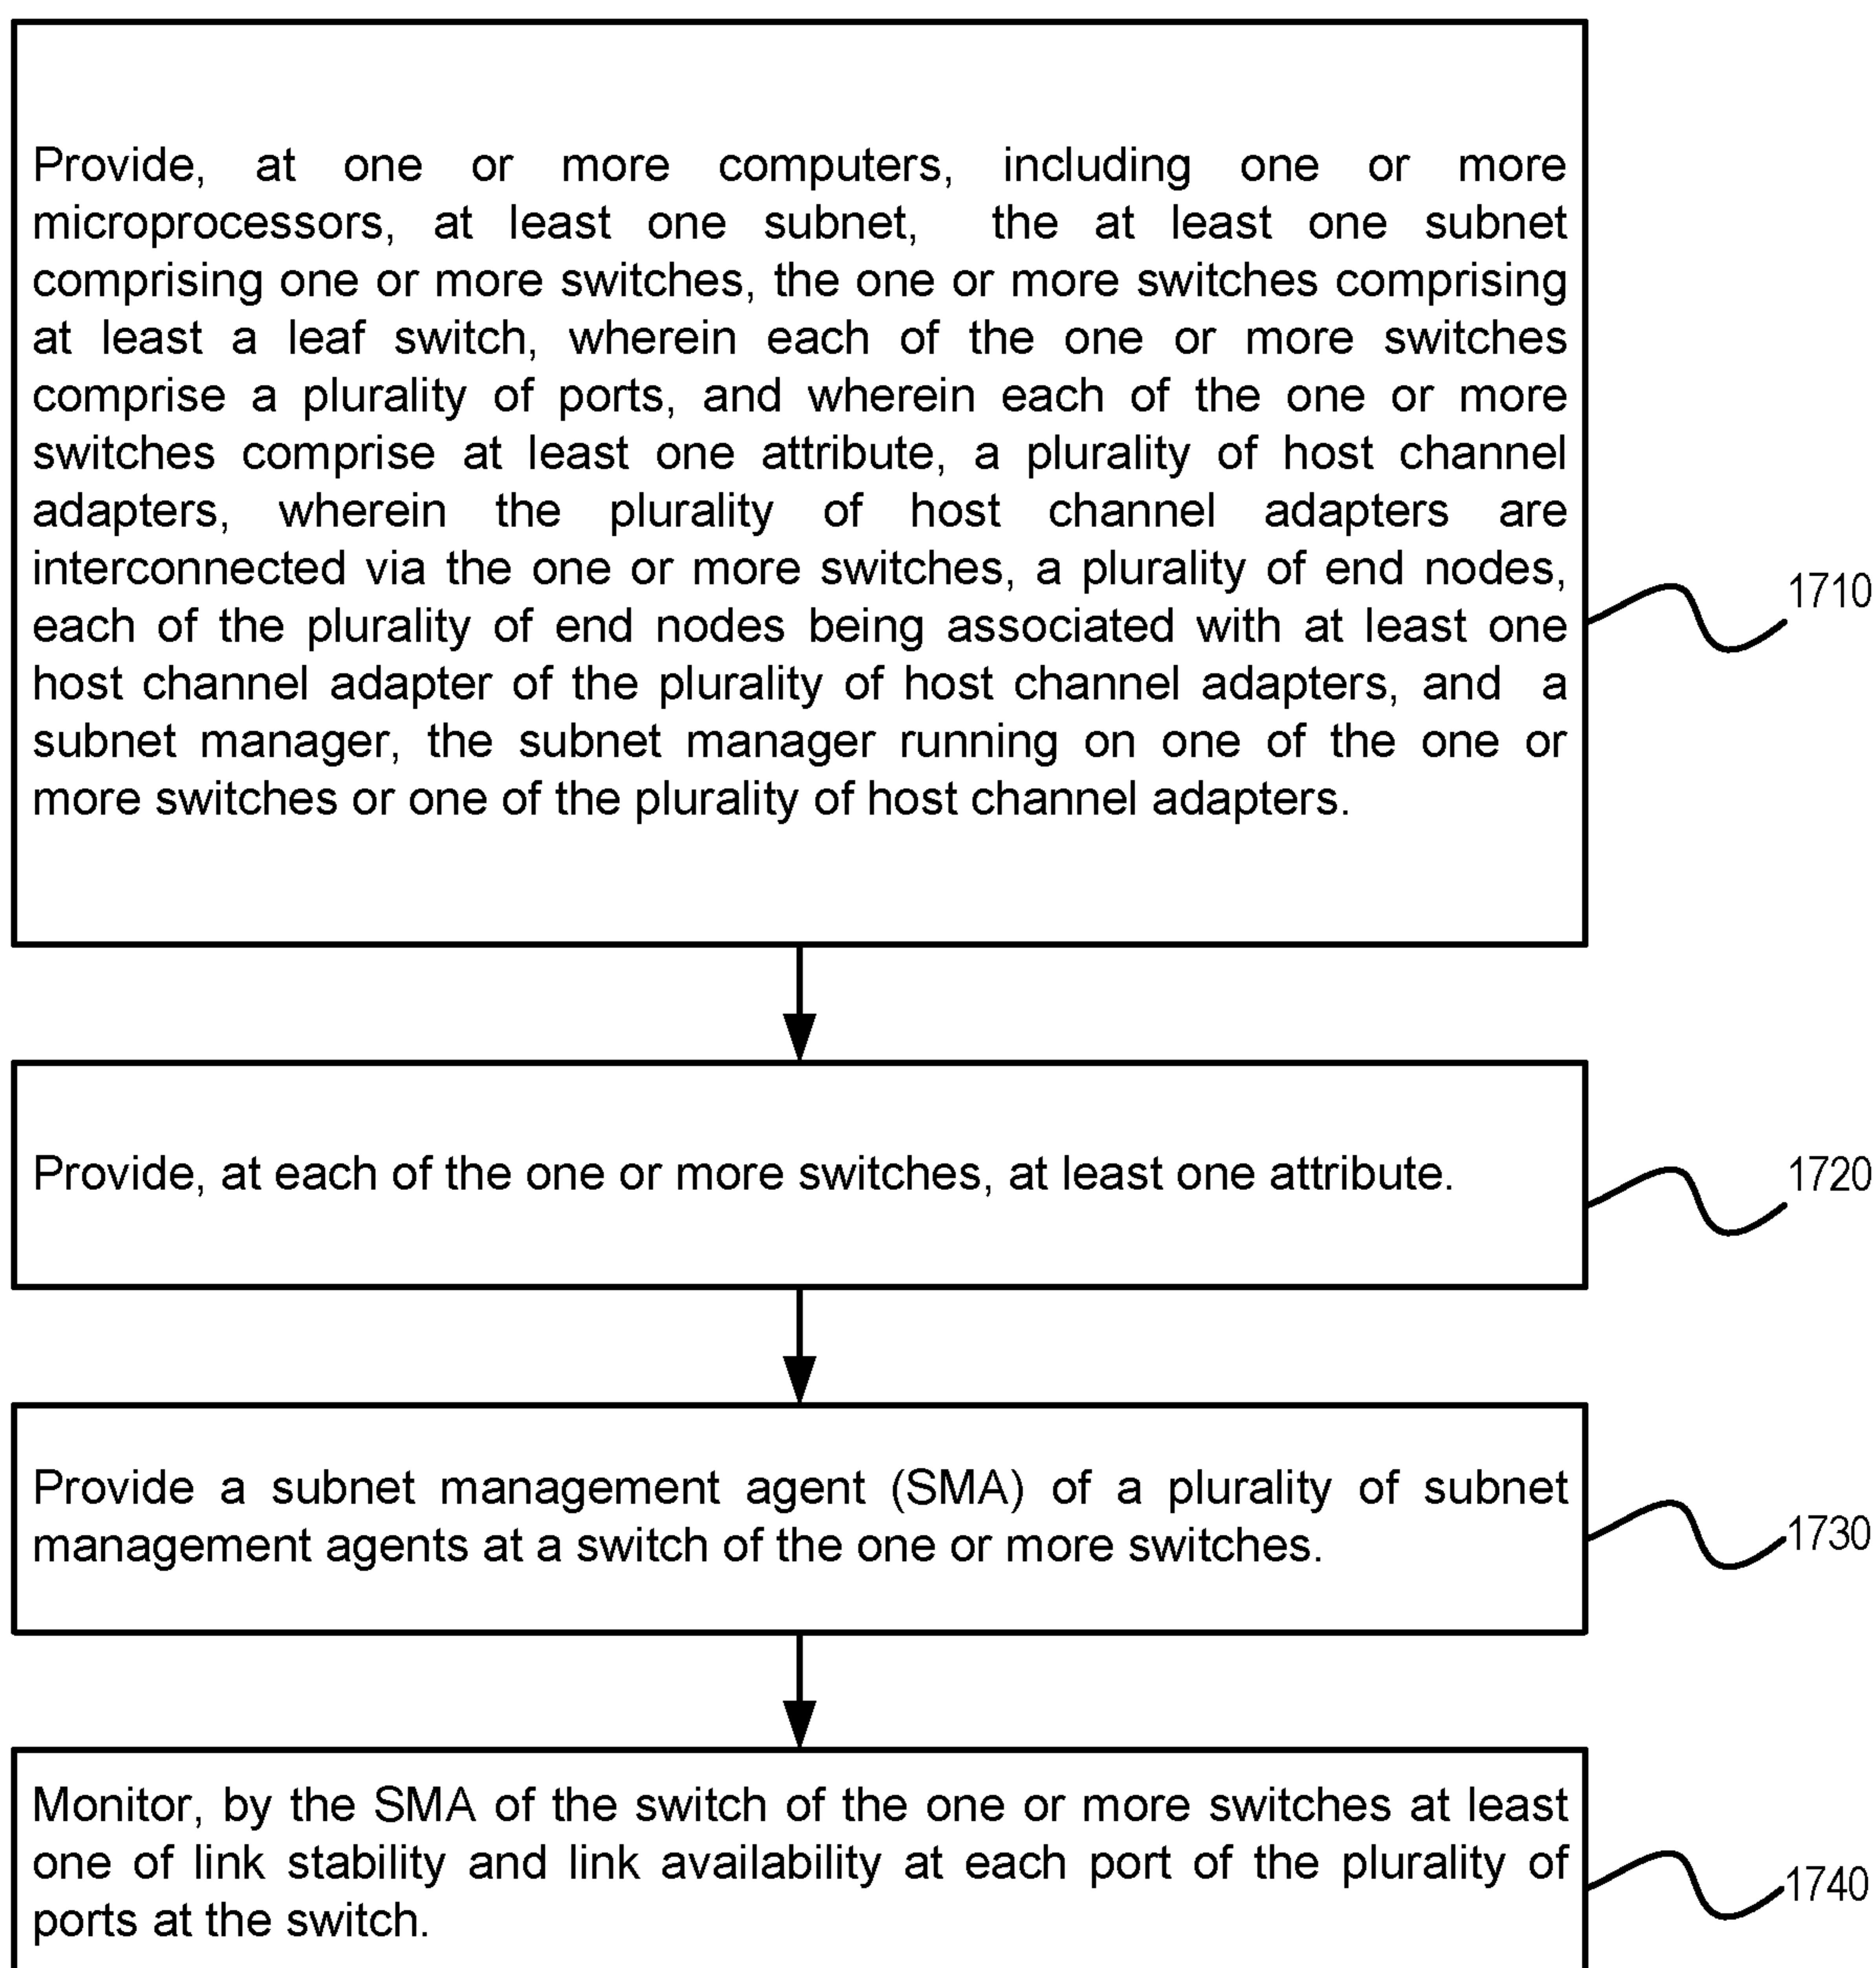 Provide, at one or more computers, including one or more
microprocessors, at least one subnet, the at least one subnet
comprising one or more switches, the one or more switches comprising
at least a leaf switch, wherein each of the one or more switches
comprise a plurality of ports, and wherein each of the one or more
switches comprise at least one attribute, a plurality of host channel
adapters, wherein the plurality of host channel adapters are
interconnected via the one or more switches, a plurality of end nodes,
each of the plurality of end nodes being associated with at least one
host channel adapter of the plurality of host channel adapters, and a
subnet manager, the subnet manager running on one of the one or
more switches or one of the plurality of host channel adapters.
1710
Provide, at each of the one or more switches, at least one attribute.
1720
Provide a subnet management agent (SMA) of a plurality of subnet
management agents at a switch of the one or more switches.
1730
Monitor, by the SMA of the switch of the one or more switches at least
one of link stability and link availability at each port of the plurality of
ports at the switch.
1740